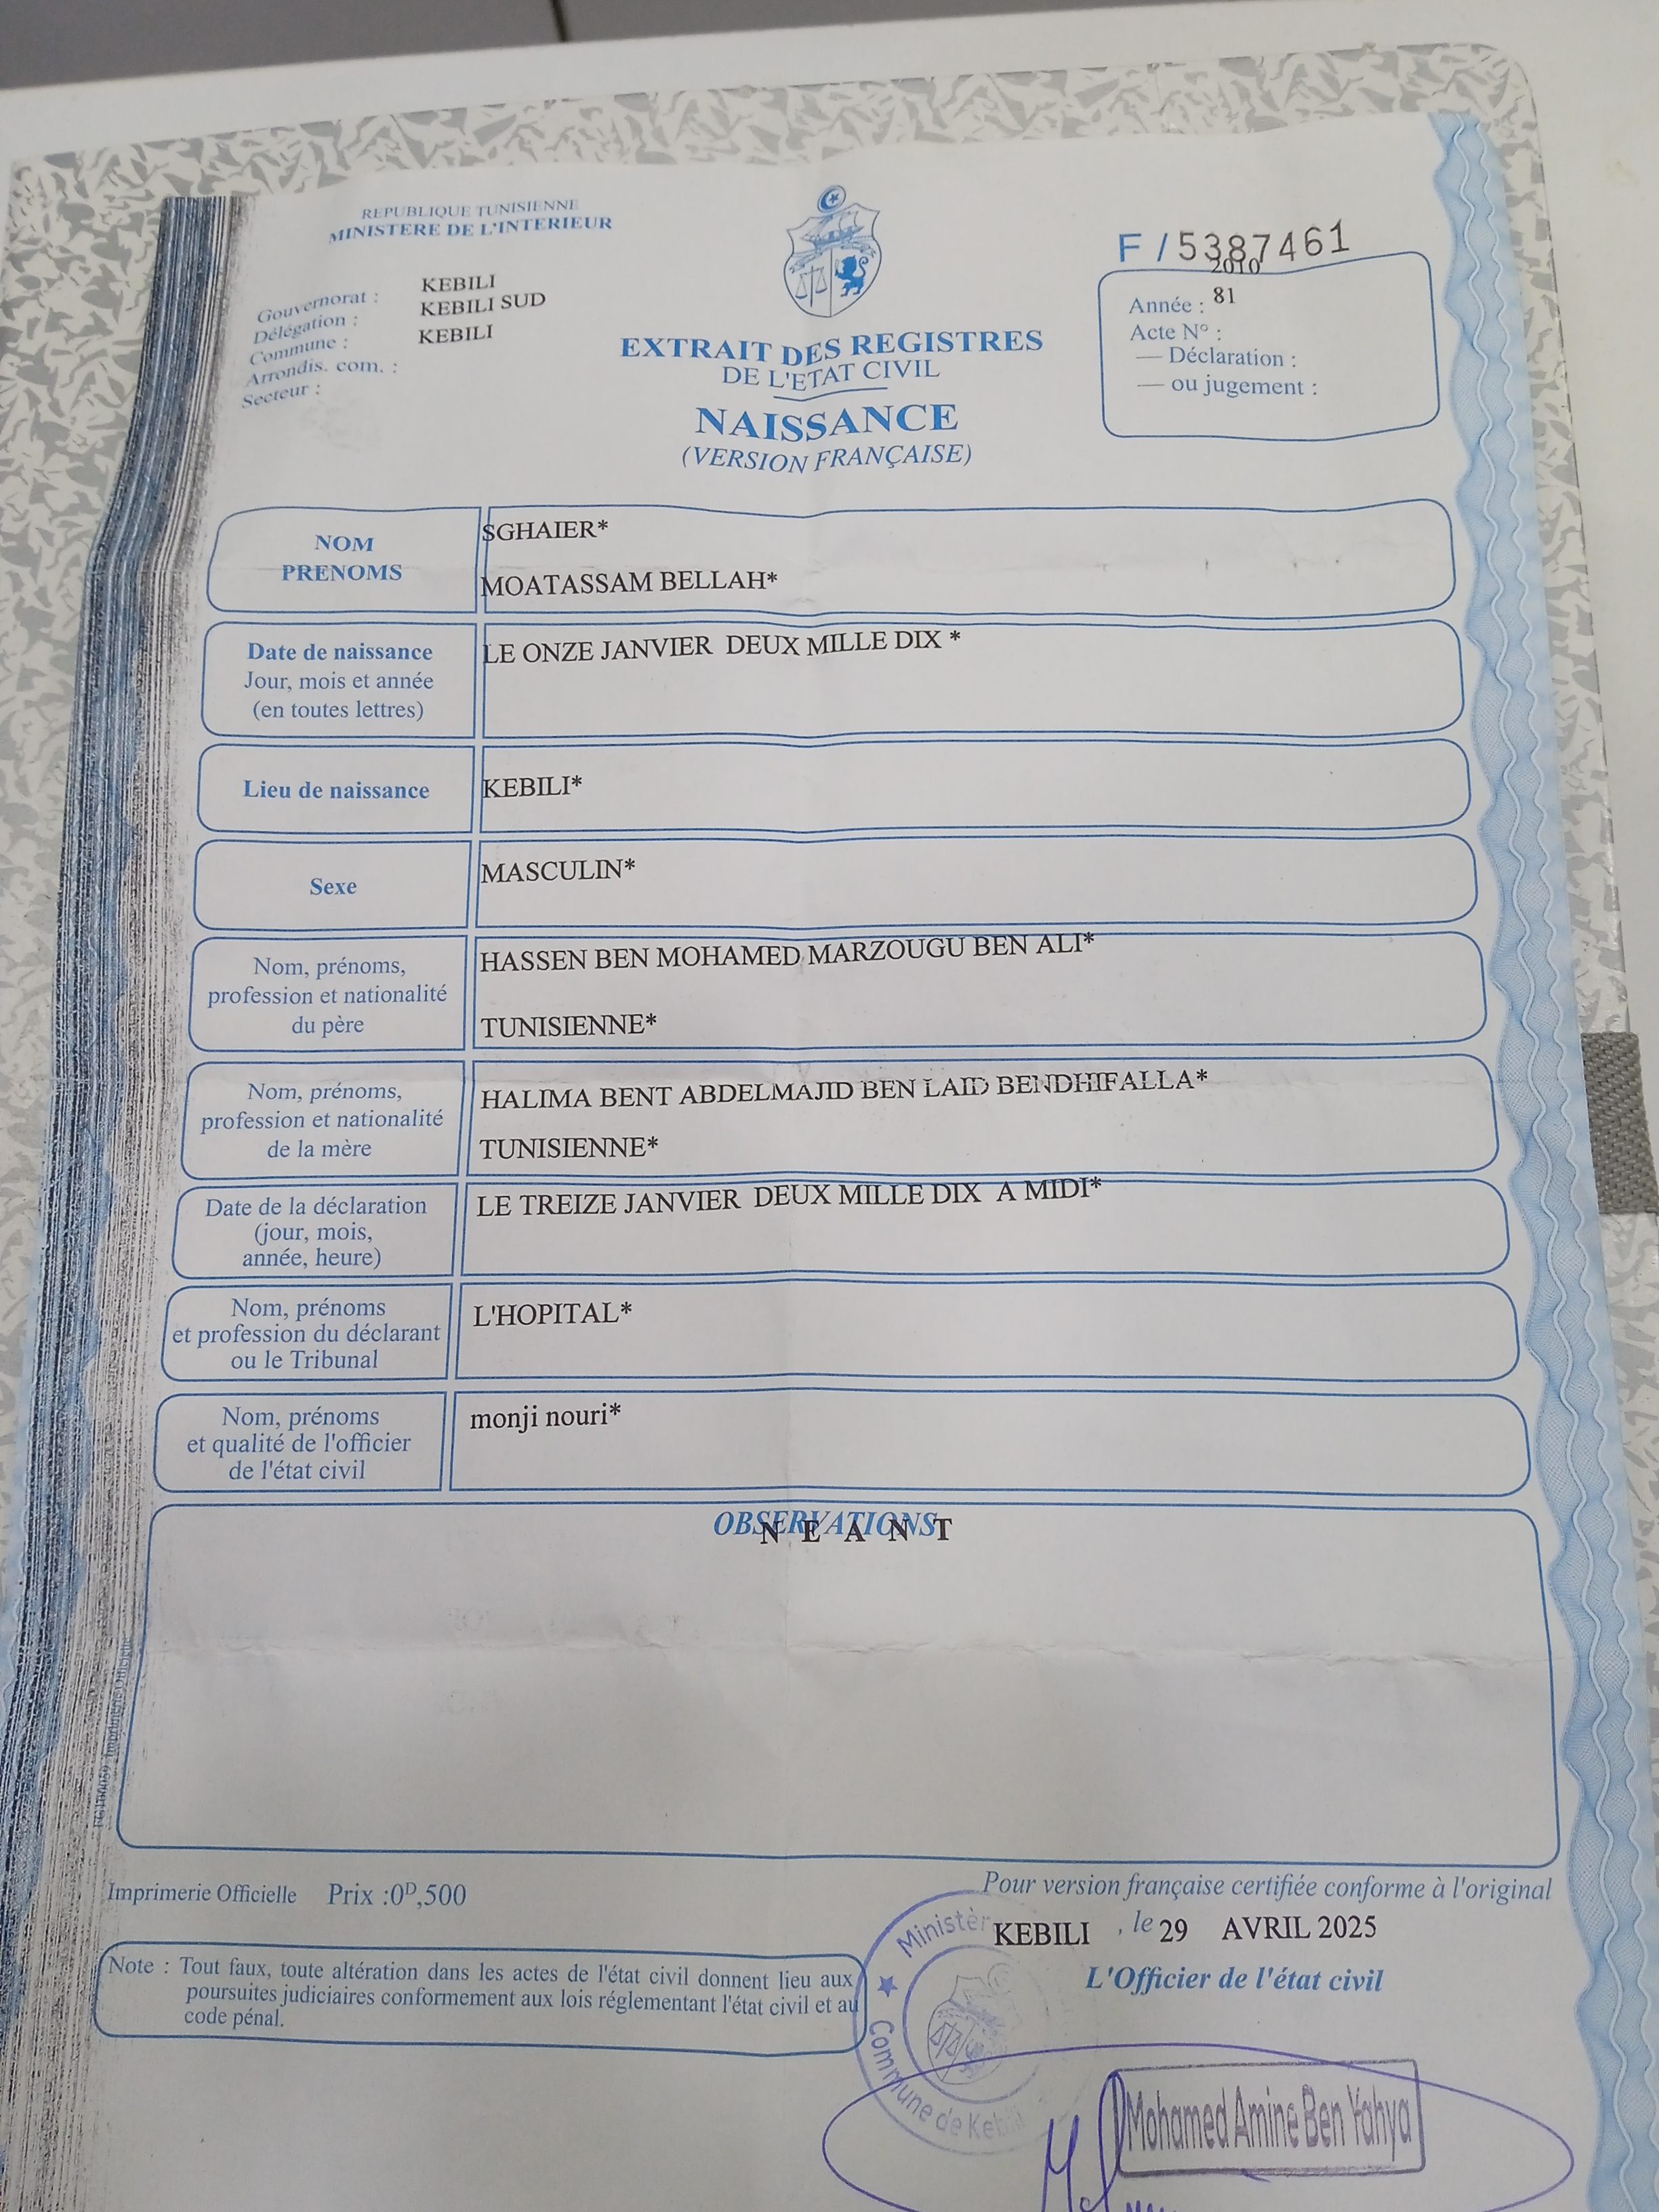 REPUBLIQUE TUNISIENNE
MINISTERE DE L'INTERIEUR
Gouvernorat : KEBILI
Délégation : KEBILI SUD
Commune : KEBILI
Arrondis. com. :
Secteur :
EXTRAIT DES REGISTRES
DE L'ETAT CIVIL
NAISSANCE
(VERSION FRANÇAISE)
F / 5387461
2010
Année : 81
Acte N° :
— Déclaration :
— ou jugement :
NOM
PRENOMS
SGHAIER*
MOATASSAM BELLAH*
Date de naissance
Jour, mois et année
(en toutes lettres)
LE ONZE JANVIER DEUX MILLE DIX *
Lieu de naissance
KEBILI*
Sexe
MASCULIN*
Nom, prénoms,
profession et nationalité
du père
HASSEN BEN MOHAMED MARZOUGU BEN ALI*
TUNISIENNE*
Nom, prénoms,
profession et nationalité
de la mère
HALIMA BENT ABDELMAJID BEN LAID BENDHIFALLA*
TUNISIENNE*
Date de la déclaration
(jour, mois,
année, heure)
LE TREIZE JANVIER DEUX MILLE DIX A MIDI*
Nom, prénoms
et profession du déclarant
ou le Tribunal
L'HOPITAL*
Nom, prénoms
et qualité de l'officier
de l'état civil
monji nouri*
OBSERVATIONS
N E A N T
Imprimerie Officielle Prix :0ᴰ,500
Pour version française certifiée conforme à l'original
KEBILI , le 29 AVRIL 2025
L'Officier de l'état civil
Note : Tout faux, toute altération dans les actes de l'état civil donnent lieu aux
poursuites judiciaires conformement aux lois réglementant l'état civil et au
code pénal.
Commune de Kebili
Mohamed Amine Ben Yahya